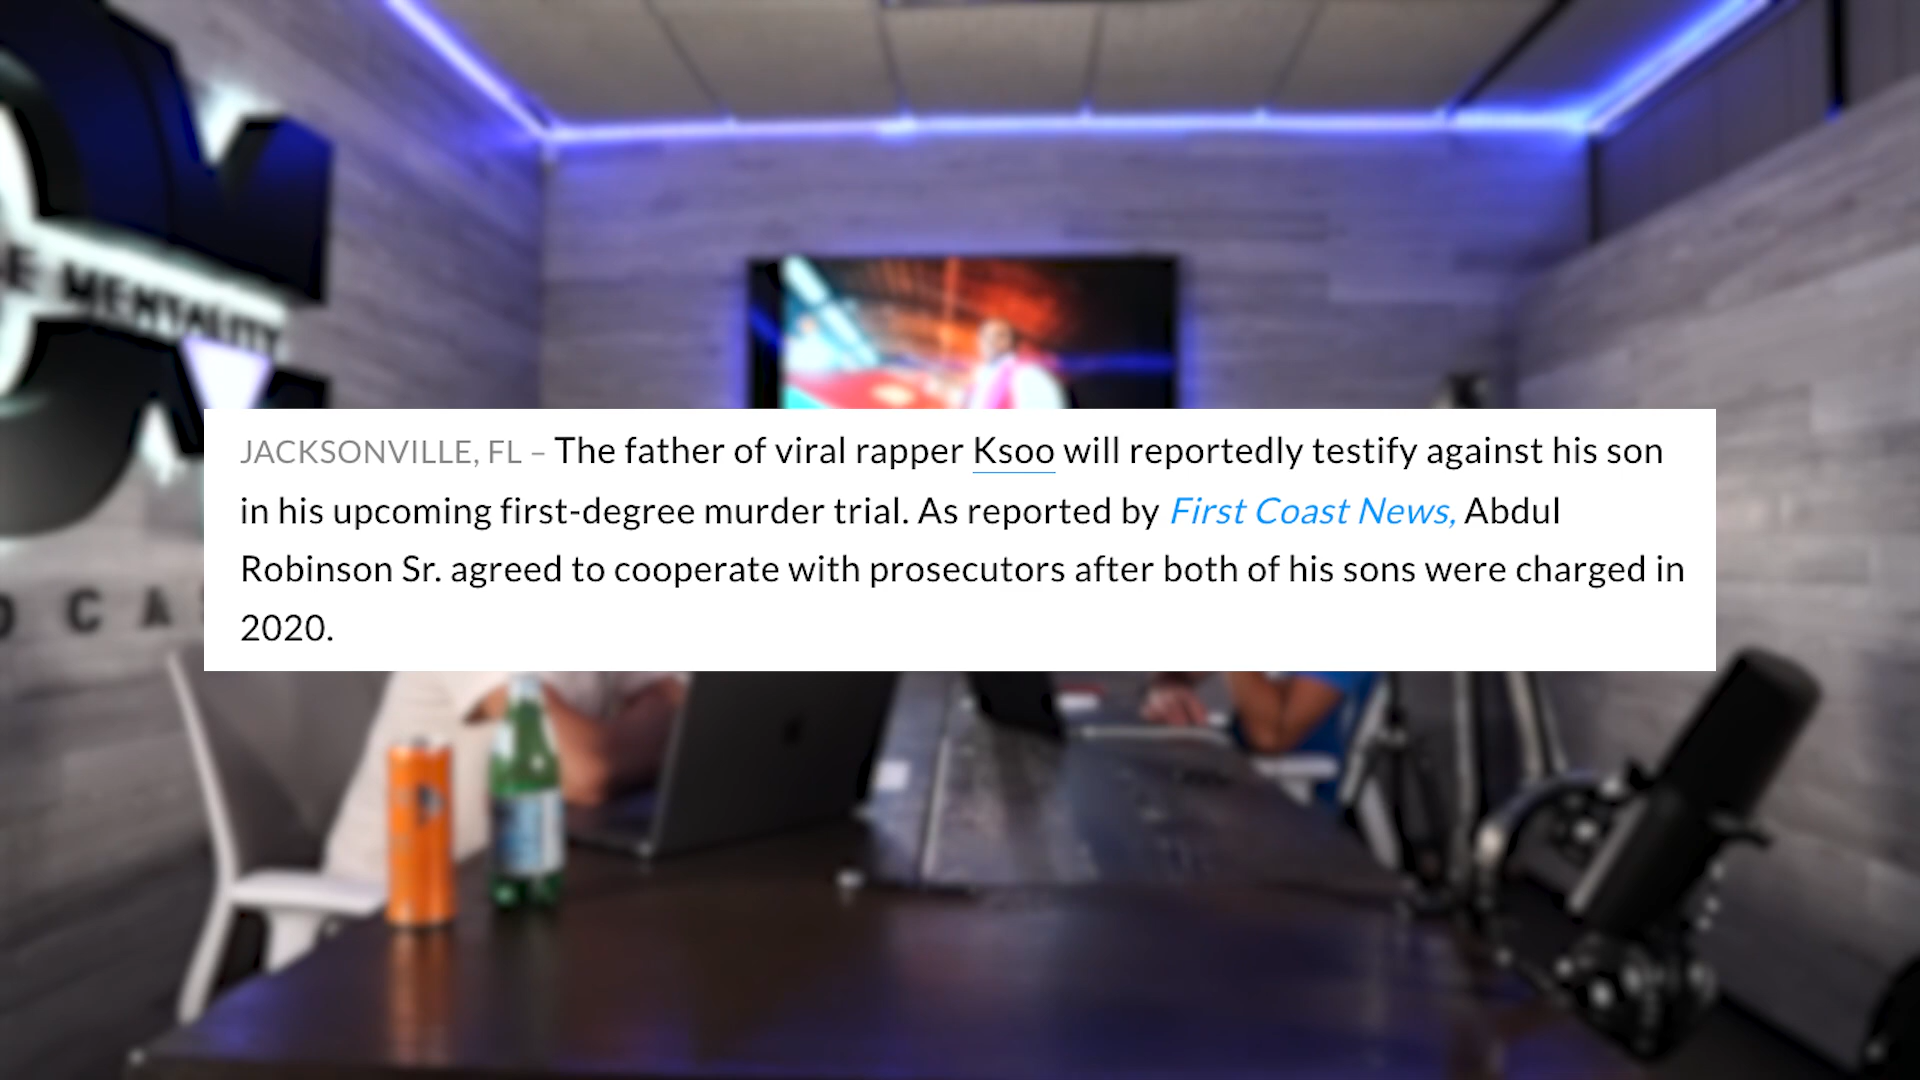 E MENTALITY
JACKSONVILLE, FL – The father of viral rapper Ksoo will reportedly testify against his son
in his upcoming first-degree murder trial. As reported by First Coast News, Abdul
Robinson Sr. agreed to cooperate with prosecutors after both of his sons were charged in
2020.
D C A